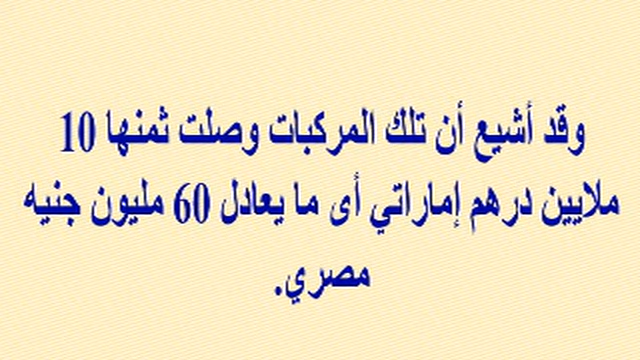 وقد أشيع أن تلك المركبات وصلت ثمنها 10
ملايين درهم إماراتي أى ما يعادل 60 مليون جنيه
مصري.